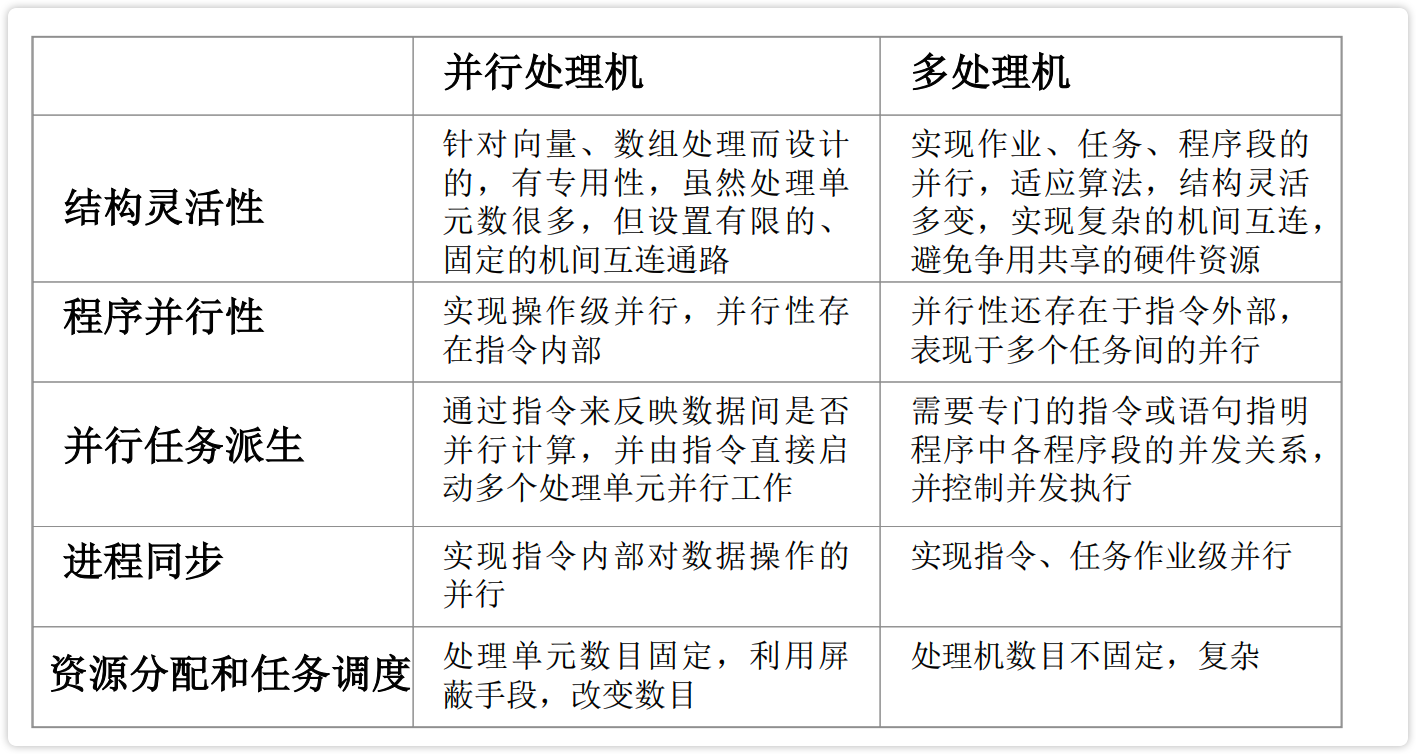 并行处理机
多处理机
结构灵活性
针对向量、数组处理而设计
的，有专用性，虽然处理单
元数很多，但设置有限的、
固定的机间互连通路
实现作业、任务、程序段的
并行，适应算法，结构灵活
多变，实现复杂的机间互连，
避免争用共享的硬件资源
程序并行性
实现操作级并行，并行性存
在指令内部
并行性还存在于指令外部，
表现于多个任务间的并行
并行任务派生
通过指令来反映数据间是否
并行计算，并由指令直接启
动多个处理单元并行工作
需要专门的指令或语句指明
程序中各程序段的并发关系，
并控制并发执行
进程同步
实现指令内部对数据操作的
并行
实现指令、任务作业级并行
资源分配和任务调度
处理单元数目固定，利用屏
蔽手段，改变数目
处理机数目不固定，复杂